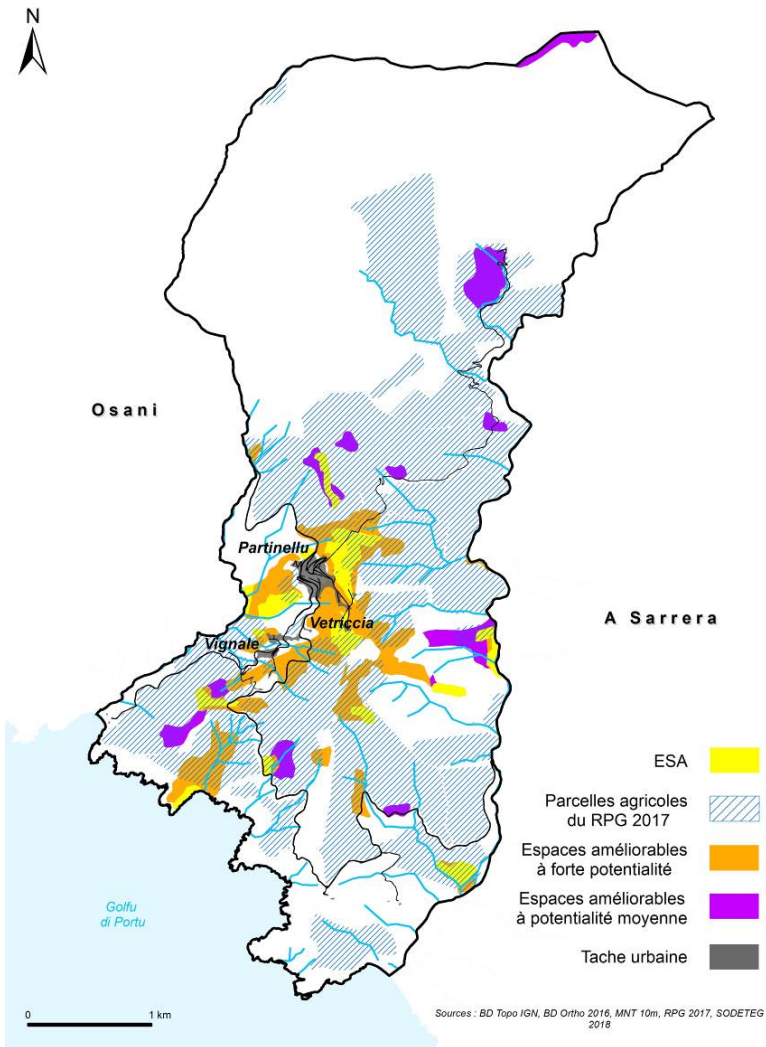 N
Osani
Partinellu
A Sarrera
Vetriccia
Vignale
ESA
Parcelles agricoles
du RPG 2017
Espaces améliorables
à forte potentialité
Espaces améliorables
à potentialité moyenne
Tache urbaine
Golfu
di Portu
0 1 km
Sources : BD Topo IGN, BD Ortho 2016, MNT 10m, RPG 2017, SODETEG
2018